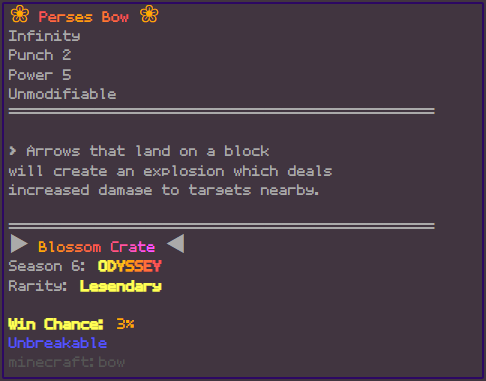 ❀ Perses Bow ❀
Infinity
Punch 2
Power 5
Unmodifiable
> Arrows that land on a block
will create an explosion which deals
increased damage to targets nearby.
▶ Blossom Crate ◀
Season 6: ODYSSEY
Rarity: Legendary
Win Chance: 3%
Unbreakable
minecraft:bow